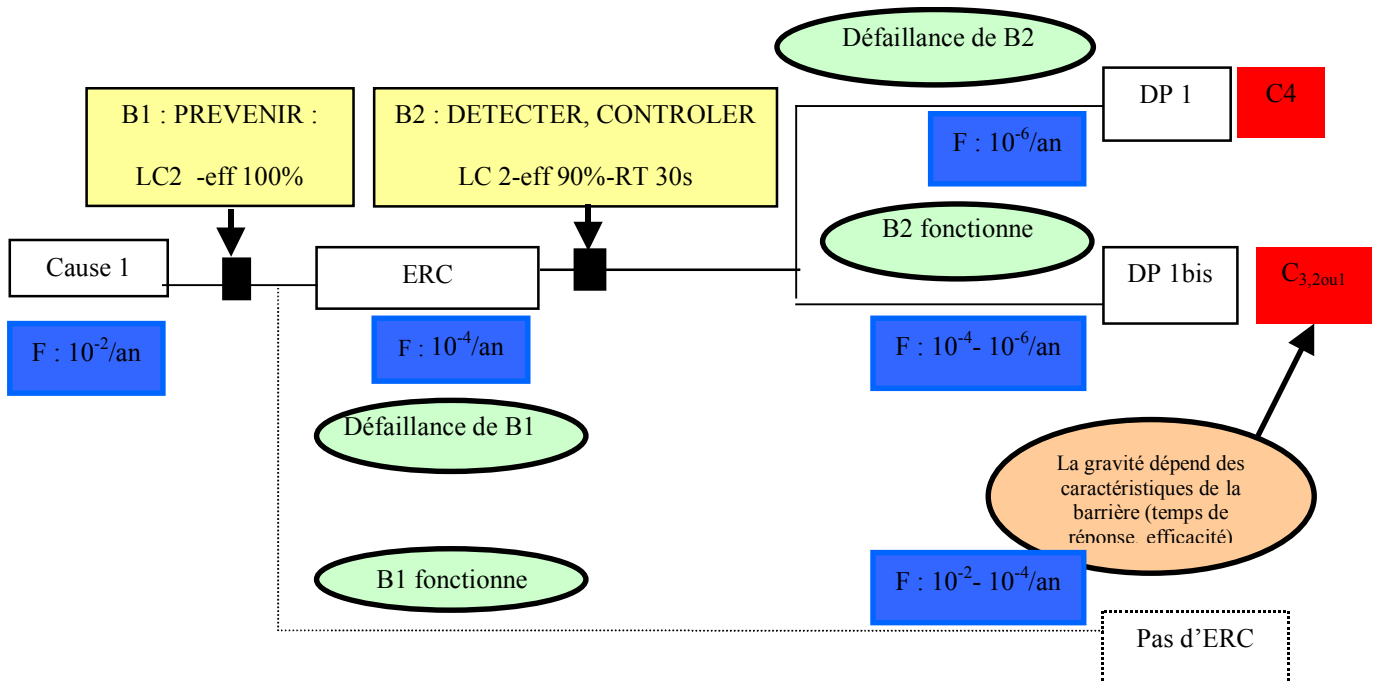 Défaillance de B2
DP 1
C4
B1 : PREVENIR :
LC2 -eff 100%
B2 : DETECTER, CONTROLER
LC 2-eff 90%-RT 30s
F : 10⁻⁶/an
B2 fonctionne
Cause 1
ERC
DP 1bis
C₃,₂ₒᵤ₁
F : 10⁻²/an
F : 10⁻⁴/an
F : 10⁻⁴- 10⁻⁶/an
Défaillance de B1
La gravité dépend des
caractéristiques de la
barrière (temps de
réponse, efficacité)
F : 10⁻²- 10⁻⁴/an
B1 fonctionne
Pas d’ERC